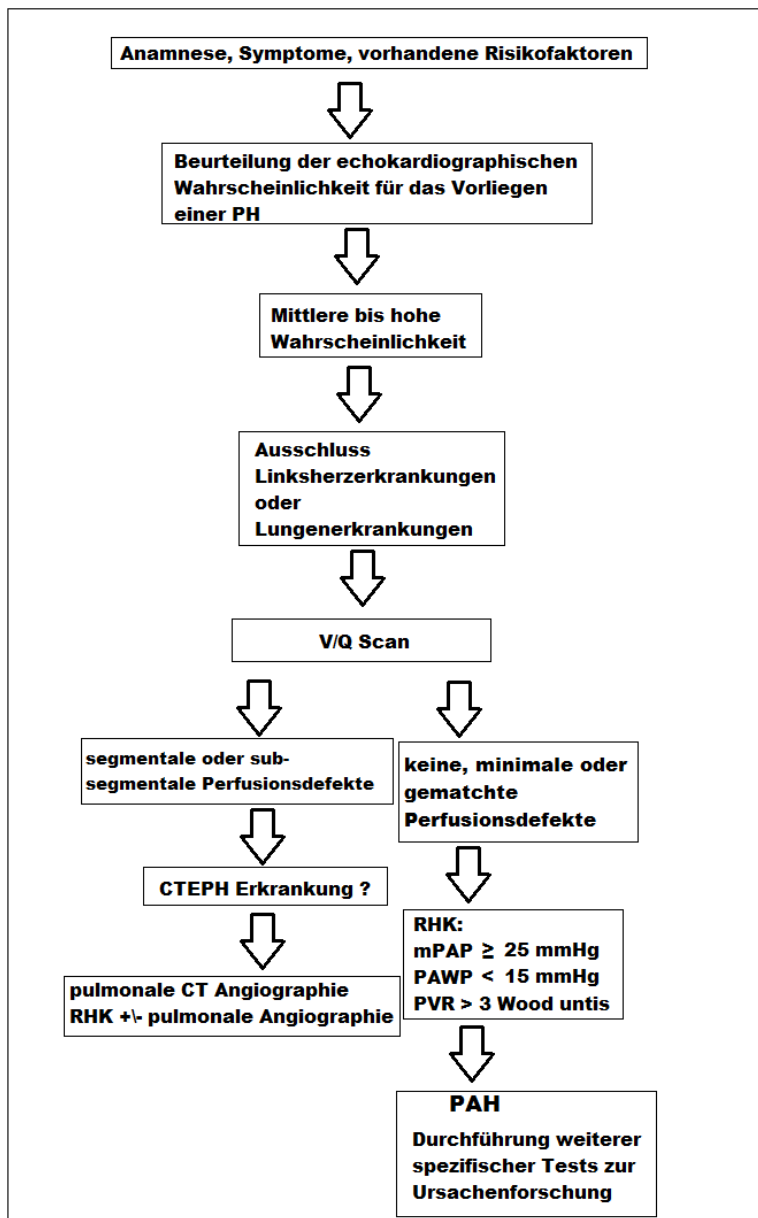 Anamnese, Symptome, vorhandene Risikofaktoren
Beurteilung der echokardiographischen
Wahrscheinlichkeit für das Vorliegen
einer PH
Mittlere bis hohe
Wahrscheinlichkeit
Ausschluss
Linksherzerkrankungen
oder
Lungenerkrankungen
V/Q Scan
segmentale oder sub-
segmentale Perfusionsdefekte
CTEPH Erkrankung ?
pulmonale CT Angiographie
RHK +\- pulmonale Angiographie
keine, minimale oder
gematchte
Perfusionsdefekte
RHK:
mPAP ≥ 25 mmHg
PAWP < 15 mmHg
PVR > 3 Wood untis
PAH
Durchführung weiterer
spezifischer Tests zur
Ursachenforschung